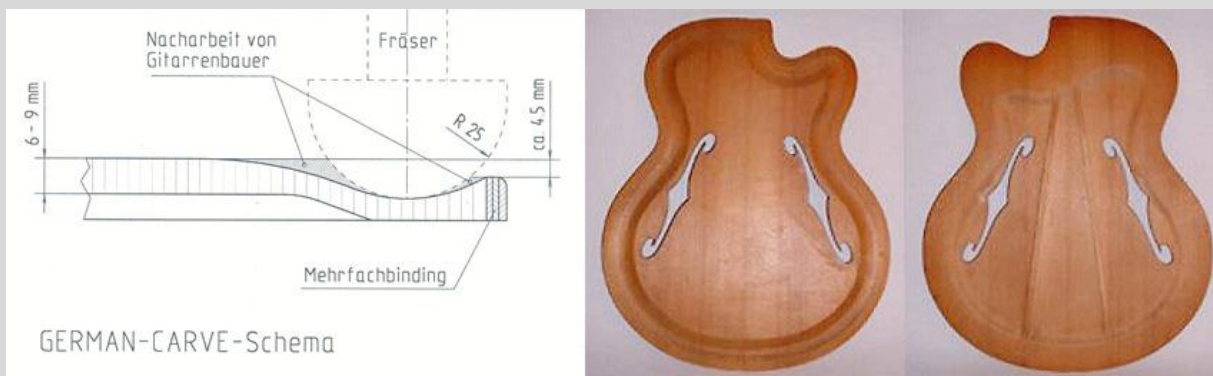 Nacharbeit von
Gitarrenbauer
Fräser
6 - 9 mm
R 25
ca. 4.5 mm
Mehrfachbinding
GERMAN-CARVE-Schema